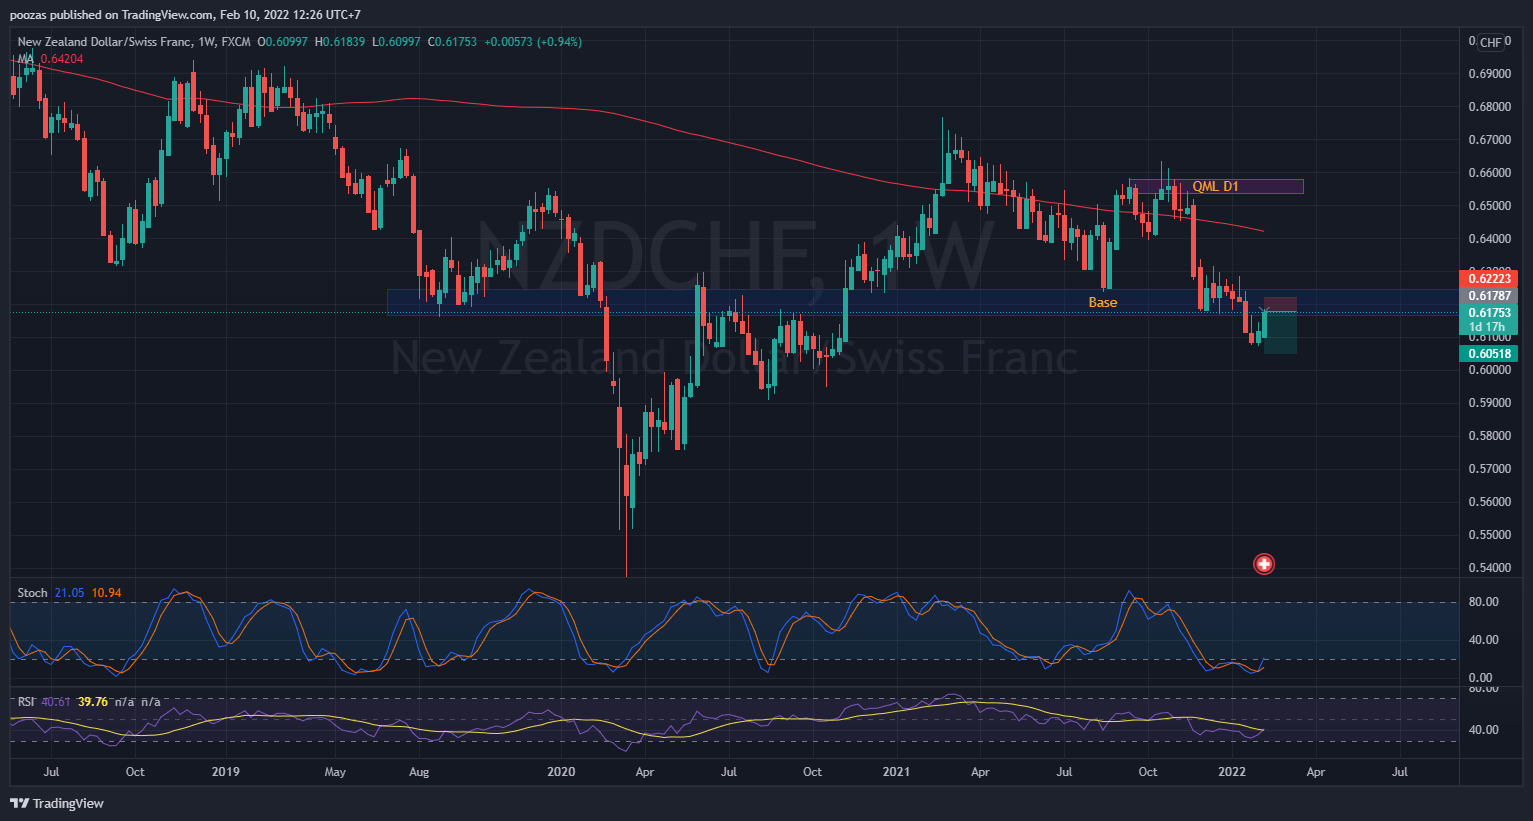 poozas published on TradingView.com, Feb 10, 2022 12:26 UTC+7
New Zealand Dollar/Swiss Franc, 1W, FXCM O0.60997 H0.61839 L0.60997 C0.61753 +0.00573 (+0.94%)
MA 0.64204
CHF
0.69000
0.68000
0.67000
0.66000
QML D1
0.65000
0.64000
NZDCHF, 1W
0.62223
0.61787
Base
0.61753
1d 17h
0.61000
New Zealand Dollar/Swiss Franc
0.60518
0.60000
0.59000
0.58000
0.57000
0.56000
0.55000
0.54000
Stoch 21.05 10.94
80.00
40.00
0.00
RSI 40.61 39.76 n/a n/a
80.00
40.00
Jul Oct 2019 May Aug 2020 Apr Jul Oct 2021 Apr Jul Oct 2022 Apr Jul
TradingView